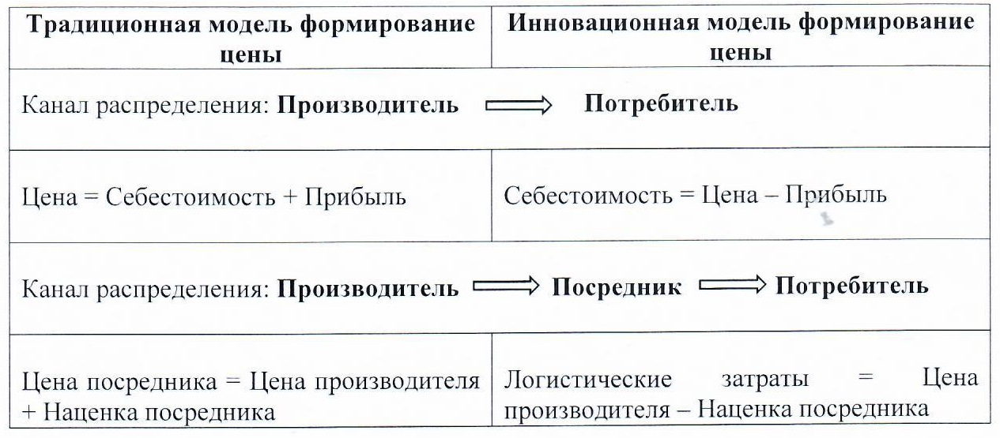 Традиционная модель формирование
цены
Инновационная модель формирование
цены
Канал распределения: Производитель ⟹ Потребитель
Цена = Себестоимость + Прибыль
Себестоимость = Цена – Прибыль
Канал распределения: Производитель ⟹ Посредник ⟹ Потребитель
Цена посредника = Цена производителя
+ Наценка посредника
Логистические затраты = Цена
производителя – Наценка посредника